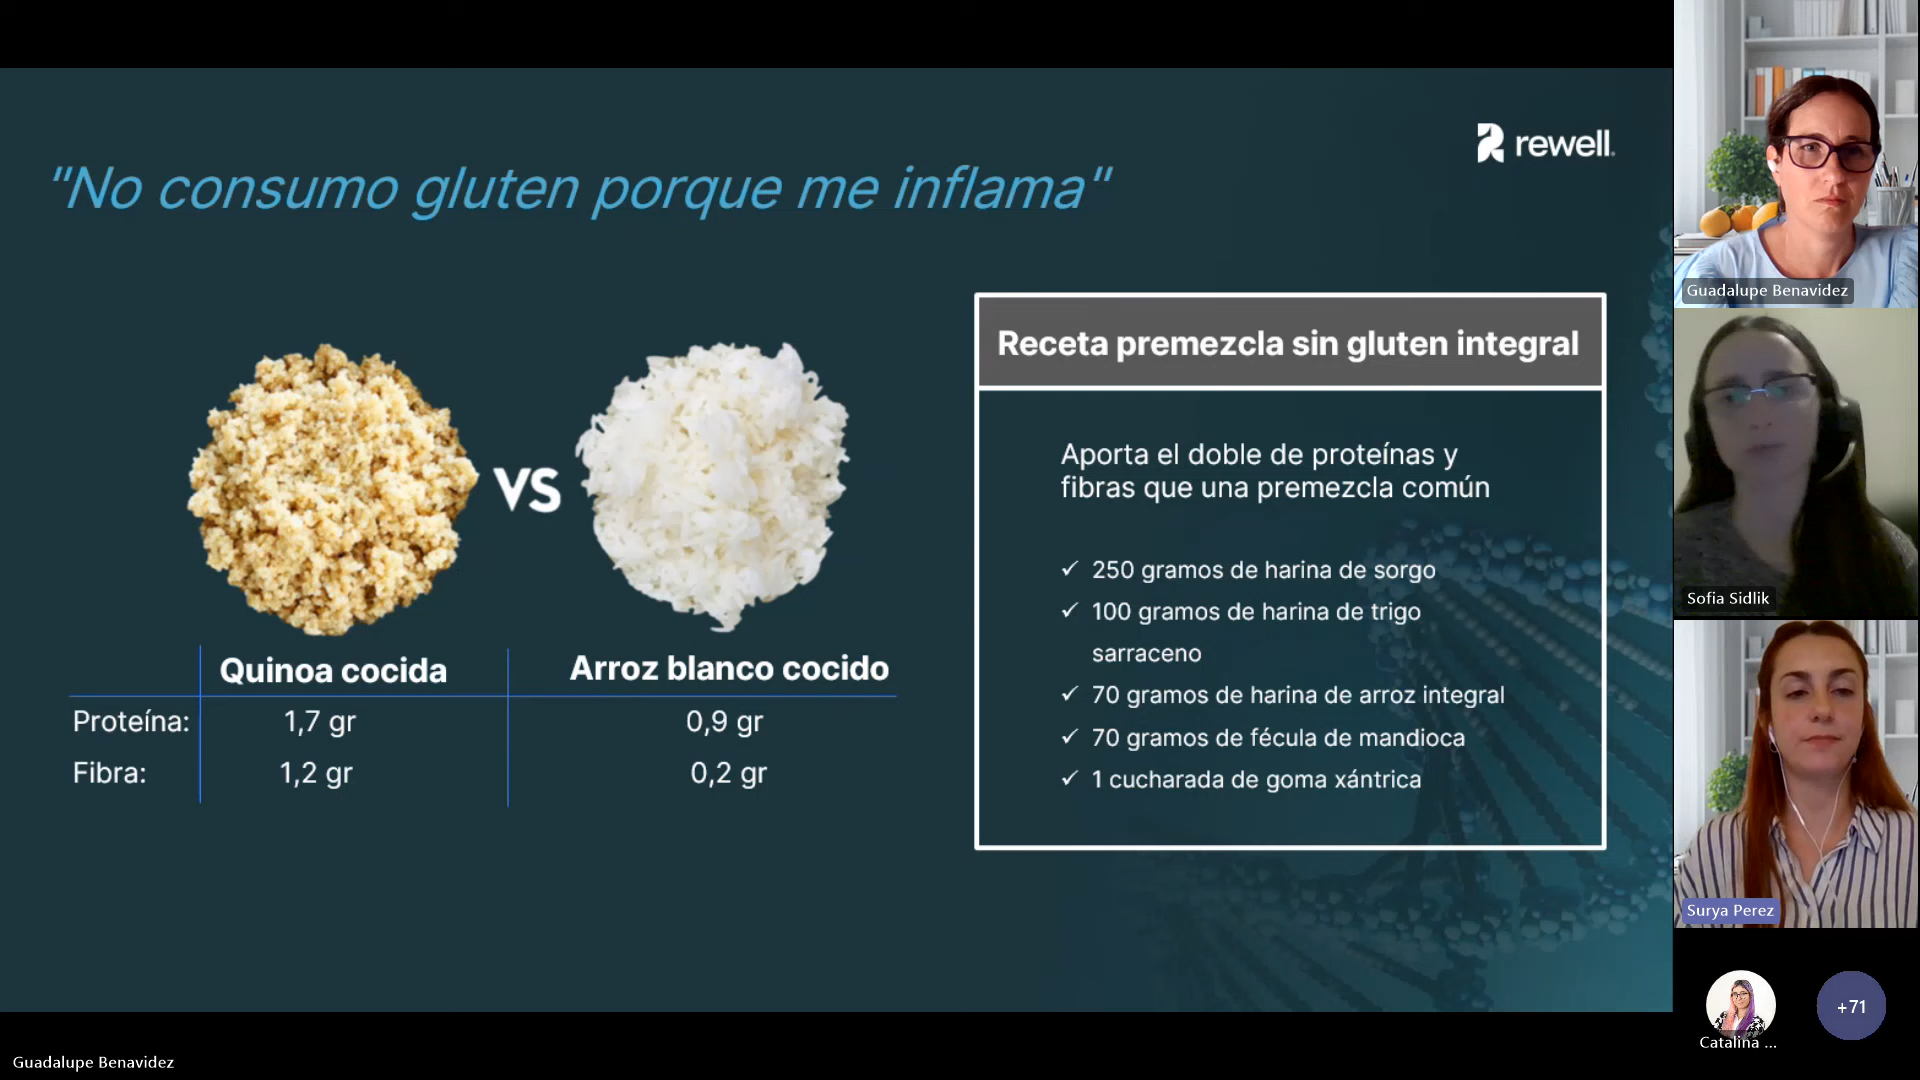 rewell.
"No consumo gluten porque me inflama"
VS
Quinoa cocida
Arroz blanco cocido
Proteína:
1,7 gr
0,9 gr
Fibra:
1,2 gr
0,2 gr
Receta premezcla sin gluten integral
Aporta el doble de proteínas y
fibras que una premezcla común
✓ 250 gramos de harina de sorgo
✓ 100 gramos de harina de trigo
sarraceno
✓ 70 gramos de harina de arroz integral
✓ 70 gramos de fécula de mandioca
✓ 1 cucharada de goma xántrica
Guadalupe Benavidez
Sofia Sidlik
Surya Perez
Catalina ...
+71
Guadalupe Benavidez